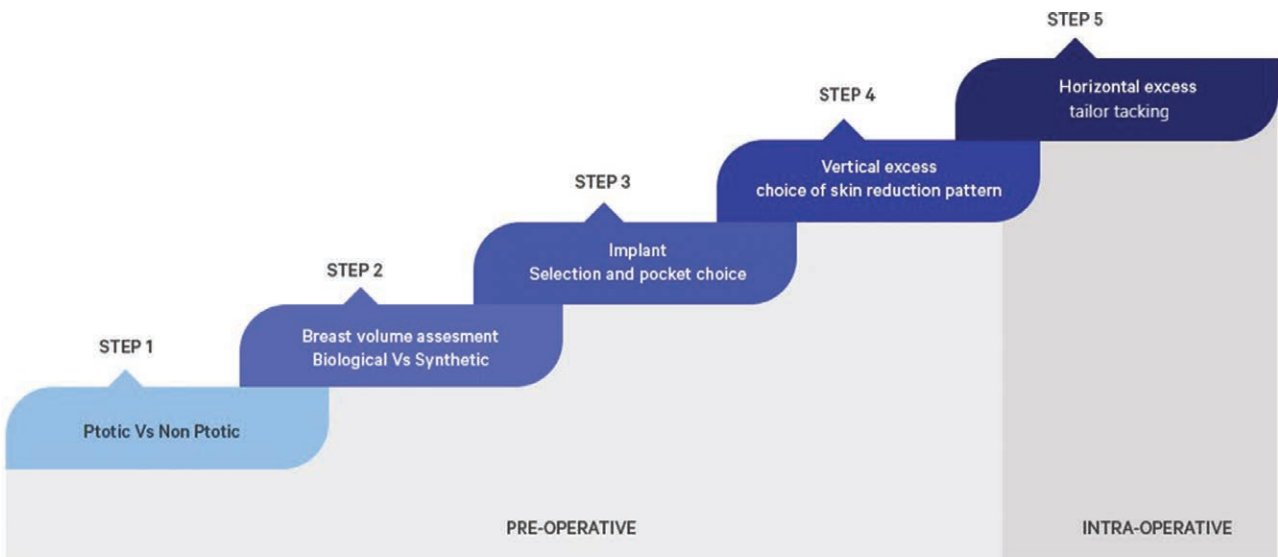 STEP 1
Ptotic Vs Non Ptotic
STEP 2
Breast volume assesment
Biological Vs Synthetic
STEP 3
Implant
Selection and pocket choice
STEP 4
Vertical excess
choice of skin reduction pattern
STEP 5
Horizontal excess
tailor tacking
PRE-OPERATIVE
INTRA-OPERATIVE